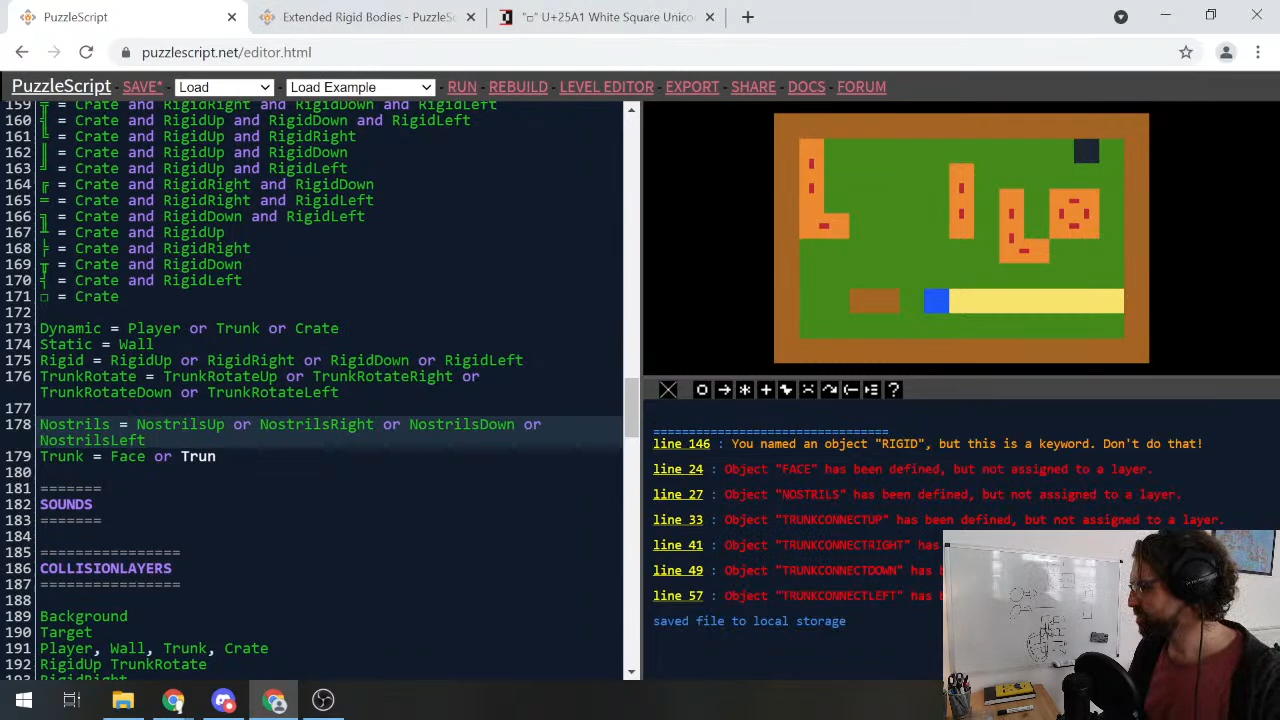 PuzzleScript
Extended Rigid Bodies - PuzzleSc
"□" U+25A1 White Square Unico
puzzlescript.net/editor.html
PuzzleScript - SAVE* - Load Load Example - RUN - REBUILD - LEVEL EDITOR - EXPORT - SHARE - DOCS - FORUM
159 ╦ = Crate and RigidRight and RigidDown and RigidLeft
160 ╣ = Crate and RigidUp and RigidDown and RigidLeft
161 ╚ = Crate and RigidUp and RigidRight
162 ║ = Crate and RigidUp and RigidDown
163 ╝ = Crate and RigidUp and RigidLeft
164 ╔ = Crate and RigidRight and RigidDown
165 ═ = Crate and RigidRight and RigidLeft
166 ╗ = Crate and RigidDown and RigidLeft
167 ╨ = Crate and RigidUp
168 ╞ = Crate and RigidRight
169 ╥ = Crate and RigidDown
170 ╡ = Crate and RigidLeft
171 □ = Crate
172
173 Dynamic = Player or Trunk or Crate
174 Static = Wall
175 Rigid = RigidUp or RigidRight or RigidDown or RigidLeft
176 TrunkRotate = TrunkRotateUp or TrunkRotateRight or
TrunkRotateDown or TrunkRotateLeft
177
178 Nostrils = NostrilsUp or NostrilsRight or NostrilsDown or
NostrilsLeft
179 Trunk = Face or Trun
180
181 =======
182 SOUNDS
183 =======
184
185 ================
186 COLLISIONLAYERS
187 ================
188
189 Background
190 Target
191 Player, Wall, Trunk, Crate
192 RigidUp TrunkRotate
193 RigidRight
=================================
line 146 : You named an object "RIGID", but this is a keyword. Don't do that!
line 24 : Object "FACE" has been defined, but not assigned to a layer.
line 27 : Object "NOSTRILS" has been defined, but not assigned to a layer.
line 33 : Object "TRUNKCONNECTUP" has been defined, but not assigned to a layer.
line 41 : Object "TRUNKCONNECTRIGHT" has
line 49 : Object "TRUNKCONNECTDOWN" has
line 57 : Object "TRUNKCONNECTLEFT" has
saved file to local storage